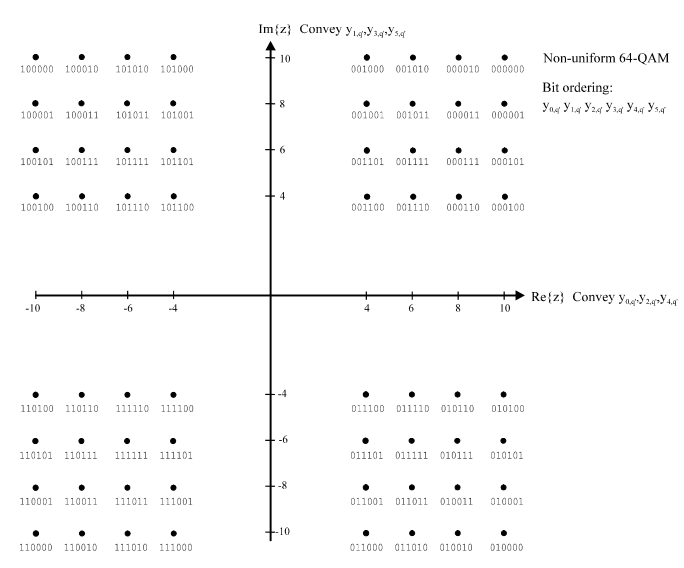 Im{z} Convey y1,q',y3,q',y5,q'
10
100000 100010 101010 101000 001000 001010 000010 000000
Non-uniform 64-QAM
Bit ordering:
y0,q' y1,q' y2,q' y3,q' y4,q' y5,q'
8
100001 100011 101011 101001 001001 001011 000011 000001
6
100101 100111 101111 101101 001101 001111 000111 000101
4
100100 100110 101110 101100 001100 001110 000110 000100
Re{z} Convey y0,q',y2,q',y4,q'
-10 -8 -6 -4 4 6 8 10
-4
110100 110110 111110 111100 011100 011110 010110 010100
-6
110101 110111 111111 111101 011101 011111 010111 010101
-8
110001 110011 111011 111001 011001 011011 010011 010001
-10
110000 110010 111010 111000 011000 011010 010010 010000